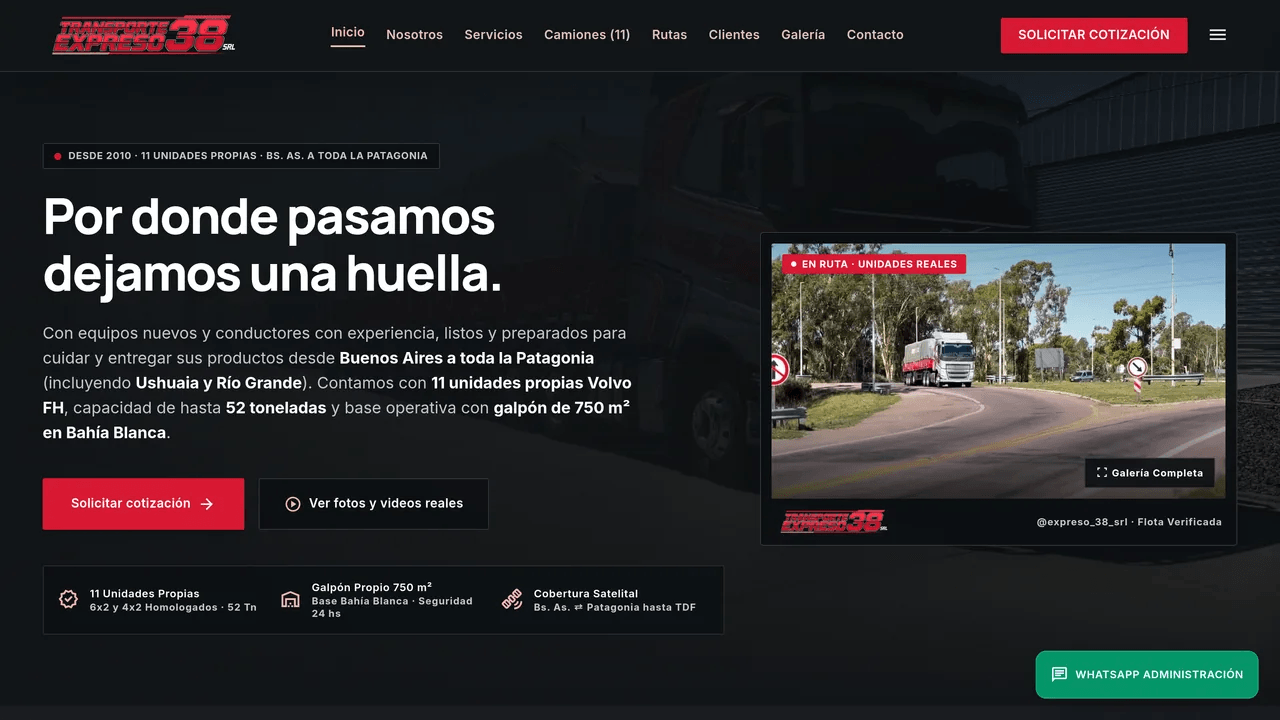 TRANSPORTE
EXPRESO 38 SRL
Inicio
Nosotros
Servicios
Camiones (11)
Rutas
Clientes
Galería
Contacto
SOLICITAR COTIZACIÓN
DESDE 2010 · 11 UNIDADES PROPIAS · BS. AS. A TODA LA PATAGONIA
Por donde pasamos
dejamos una huella.
Con equipos nuevos y conductores con experiencia, listos y preparados para
cuidar y entregar sus productos desde Buenos Aires a toda la Patagonia
(incluyendo Ushuaia y Río Grande). Contamos con 11 unidades propias Volvo
FH, capacidad de hasta 52 toneladas y base operativa con galpón de 750 m²
en Bahía Blanca.
Solicitar cotización
Ver fotos y videos reales
11 Unidades Propias
6x2 y 4x2 Homologados · 52 Tn
Galpón Propio 750 m²
Base Bahía Blanca · Seguridad
24 hs
Cobertura Satelital
Bs. As. ⇄ Patagonia hasta TDF
EN RUTA · UNIDADES REALES
Galería Completa
TRANSPORTE
EXPRESO 38 SRL
@expreso_38_srl · Flota Verificada
WHATSAPP ADMINISTRACIÓN